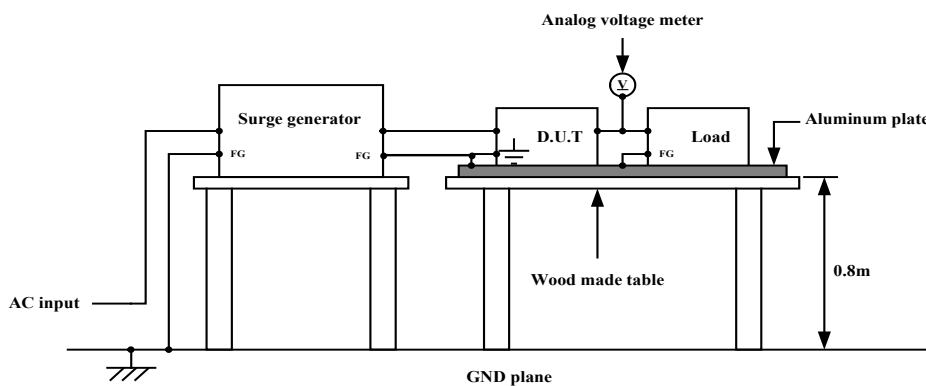 Analog voltage meter
V
Surge generator
D.U.T
Load
Aluminum plate
FG
FG
FG
Wood made table
0.8m
AC input
GND plane